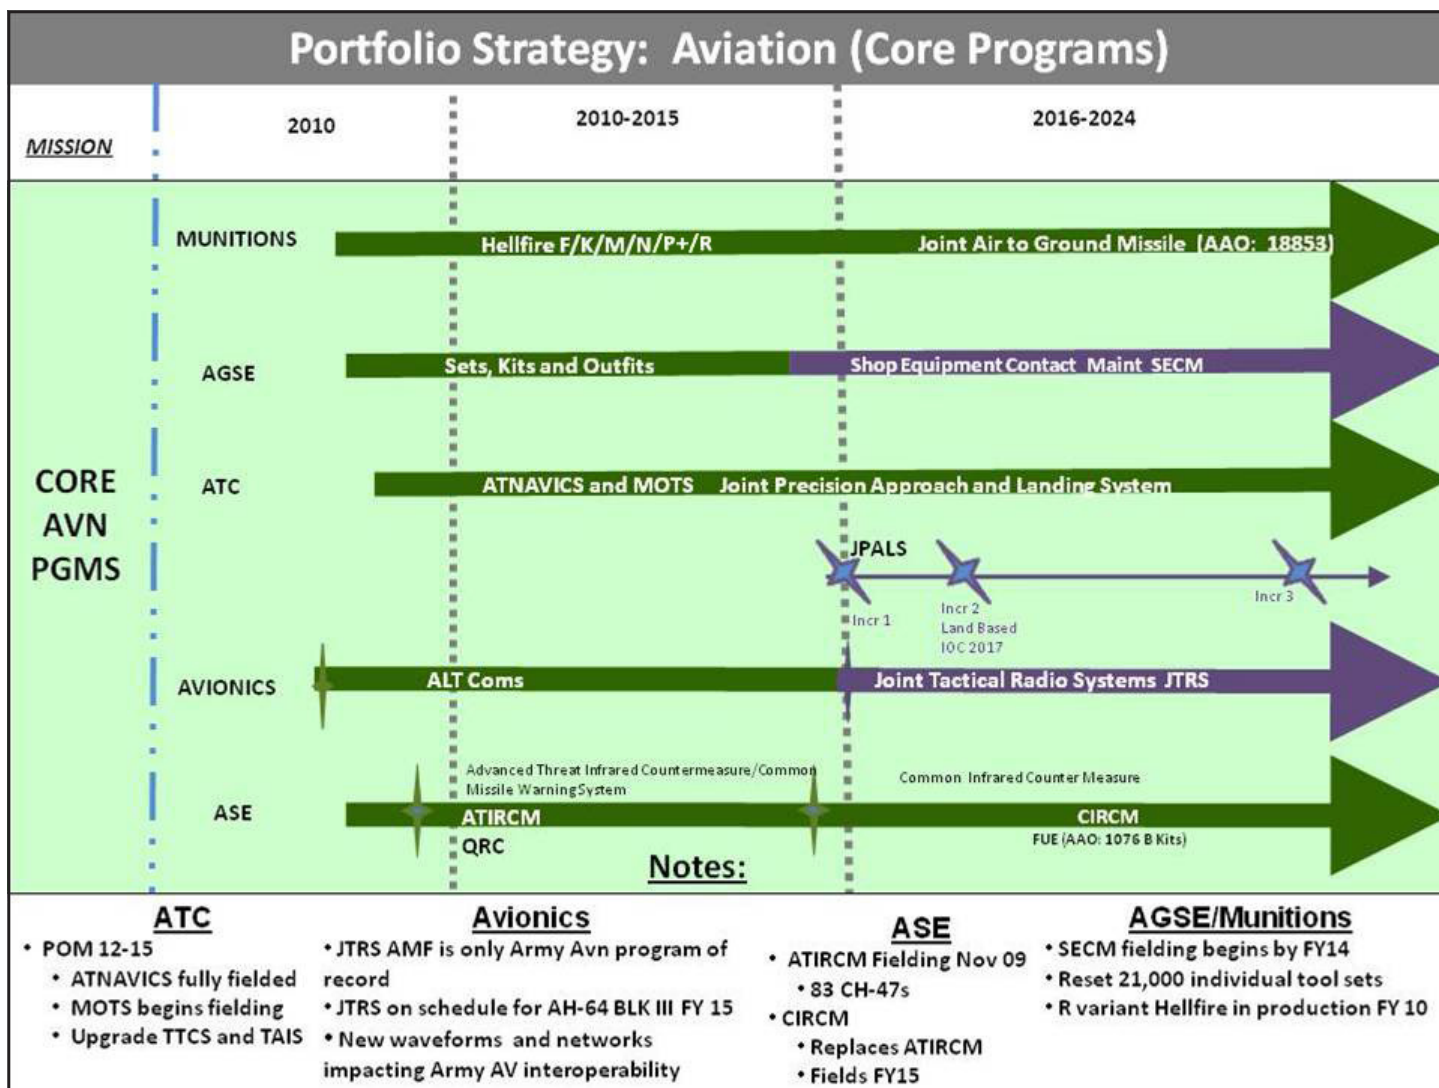 Portfolio Strategy: Aviation (Core Programs)
MISSION
2010
2010-2015
2016-2024
CORE
AVN
PGMS
MUNITIONS
Hellfire F/K/M/N/P+/R
Joint Air to Ground Missile (AAO: 18853)
AGSE
Sets, Kits and Outfits
Shop Equipment Contact Maint SECM
ATC
ATNAVICS and MOTS
Joint Precision Approach and Landing System
JPALS
Incr 1
Incr 2
Land Based
IOC 2017
Incr 3
AVIONICS
ALT Coms
Joint Tactical Radio Systems JTRS
ASE
Advanced Threat Infrared Countermeasure/Common
Missile Warning System
ATIRCM
QRC
Common Infrared Counter Measure
CIRCM
FUE (AAO: 1076 B Kits)
Notes:
ATC
• POM 12-15
• ATNAVICS fully fielded
• MOTS begins fielding
• Upgrade TTCS and TAIS
Avionics
• JTRS AMF is only Army Avn program of
record
• JTRS on schedule for AH-64 BLK III FY 15
• New waveforms and networks
impacting Army AV interoperability
ASE
• ATIRCM Fielding Nov 09
• 83 CH-47s
• CIRCM
• Replaces ATIRCM
• Fields FY15
AGSE/Munitions
• SECM fielding begins by FY14
• Reset 21,000 individual tool sets
• R variant Hellfire in production FY 10